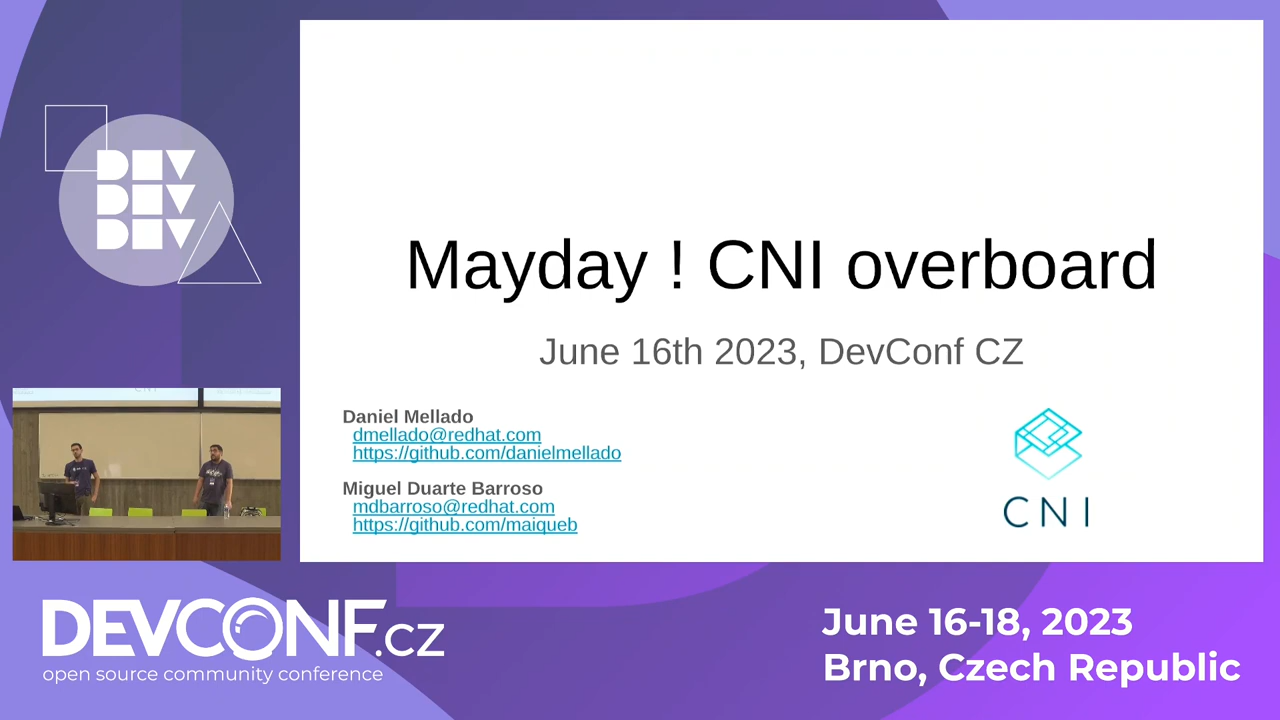 DEV
DEV
DEV
Mayday ! CNI overboard
June 16th 2023, DevConf CZ
Daniel Mellado
dmellado@redhat.com
https://github.com/danielmellado
Miguel Duarte Barroso
mdbarroso@redhat.com
https://github.com/maiqueb
CNI
DEVCONF.cz
open source community conference
June 16-18, 2023
Brno, Czech Republic